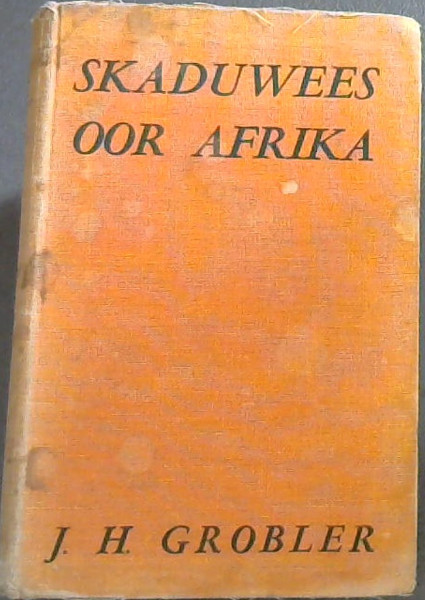 SKADUWEES
OOR AFRIKA
J. H. GROBLER